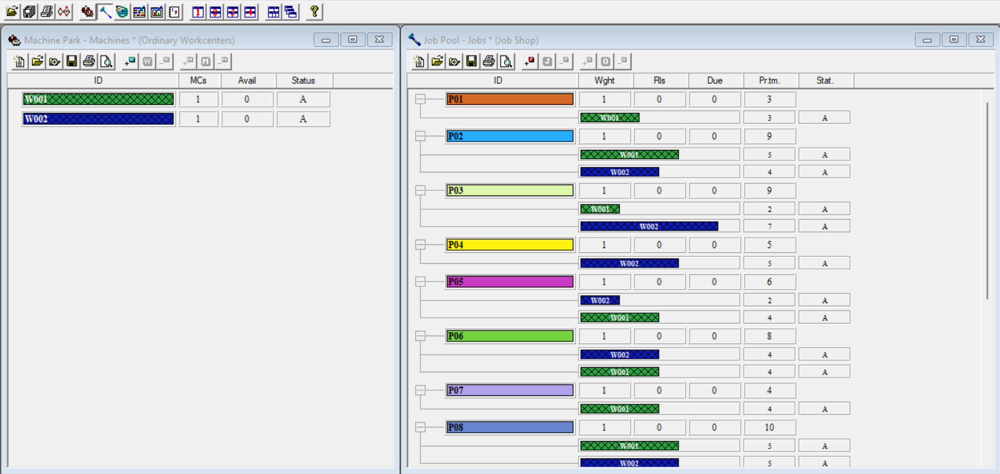 Machine Park - Machines * (Ordinary Workcenters)
ID MCs Avail Status
W001 1 0 A
W002 1 0 A
Job Pool - Jobs * (Job Shop)
ID Wght Rls Due Pr.tm. Stat.
P01 1 0 0 3
W001 3 A
P02 1 0 0 9
W001 5 A
W002 4 A
P03 1 0 0 9
W001 2 A
W002 7 A
P04 1 0 0 5
W002 5 A
P05 1 0 0 6
W002 2 A
W001 4 A
P06 1 0 0 8
W002 4 A
W001 4 A
P07 1 0 0 4
W001 4 A
P08 1 0 0 10
W001 5 A
W002 5 A